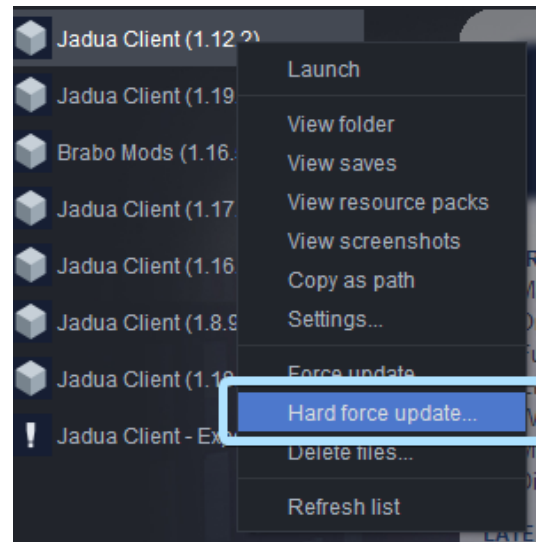 Jadua Client (1.12.2)
Jadua Client (1.19
Brabo Mods (1.16.
Jadua Client (1.17
Jadua Client (1.16
Jadua Client (1.8.9
Jadua Client (1.1
Jadua Client - Exp
Launch
View folder
View saves
View resource packs
View screenshots
Copy as path
Settings...
Force update
Hard force update...
Delete files...
Refresh list
LATE